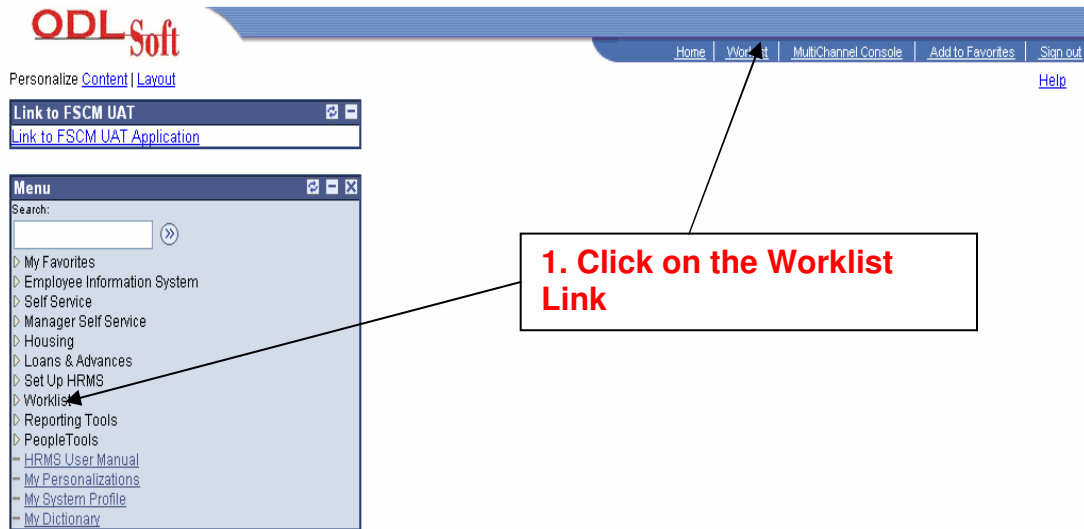 ODL Soft
Home | Worklist | MultiChannel Console | Add to Favorites | Sign out
Personalize Content | Layout
Help
Link to FSCM UAT
Link to FSCM UAT Application
Menu
Search:
My Favorites
Employee Information System
Self Service
Manager Self Service
Housing
Loans & Advances
Set Up HRMS
Worklist
Reporting Tools
PeopleTools
HRMS User Manual
My Personalizations
My System Profile
My Dictionary
1. Click on the Worklist
Link